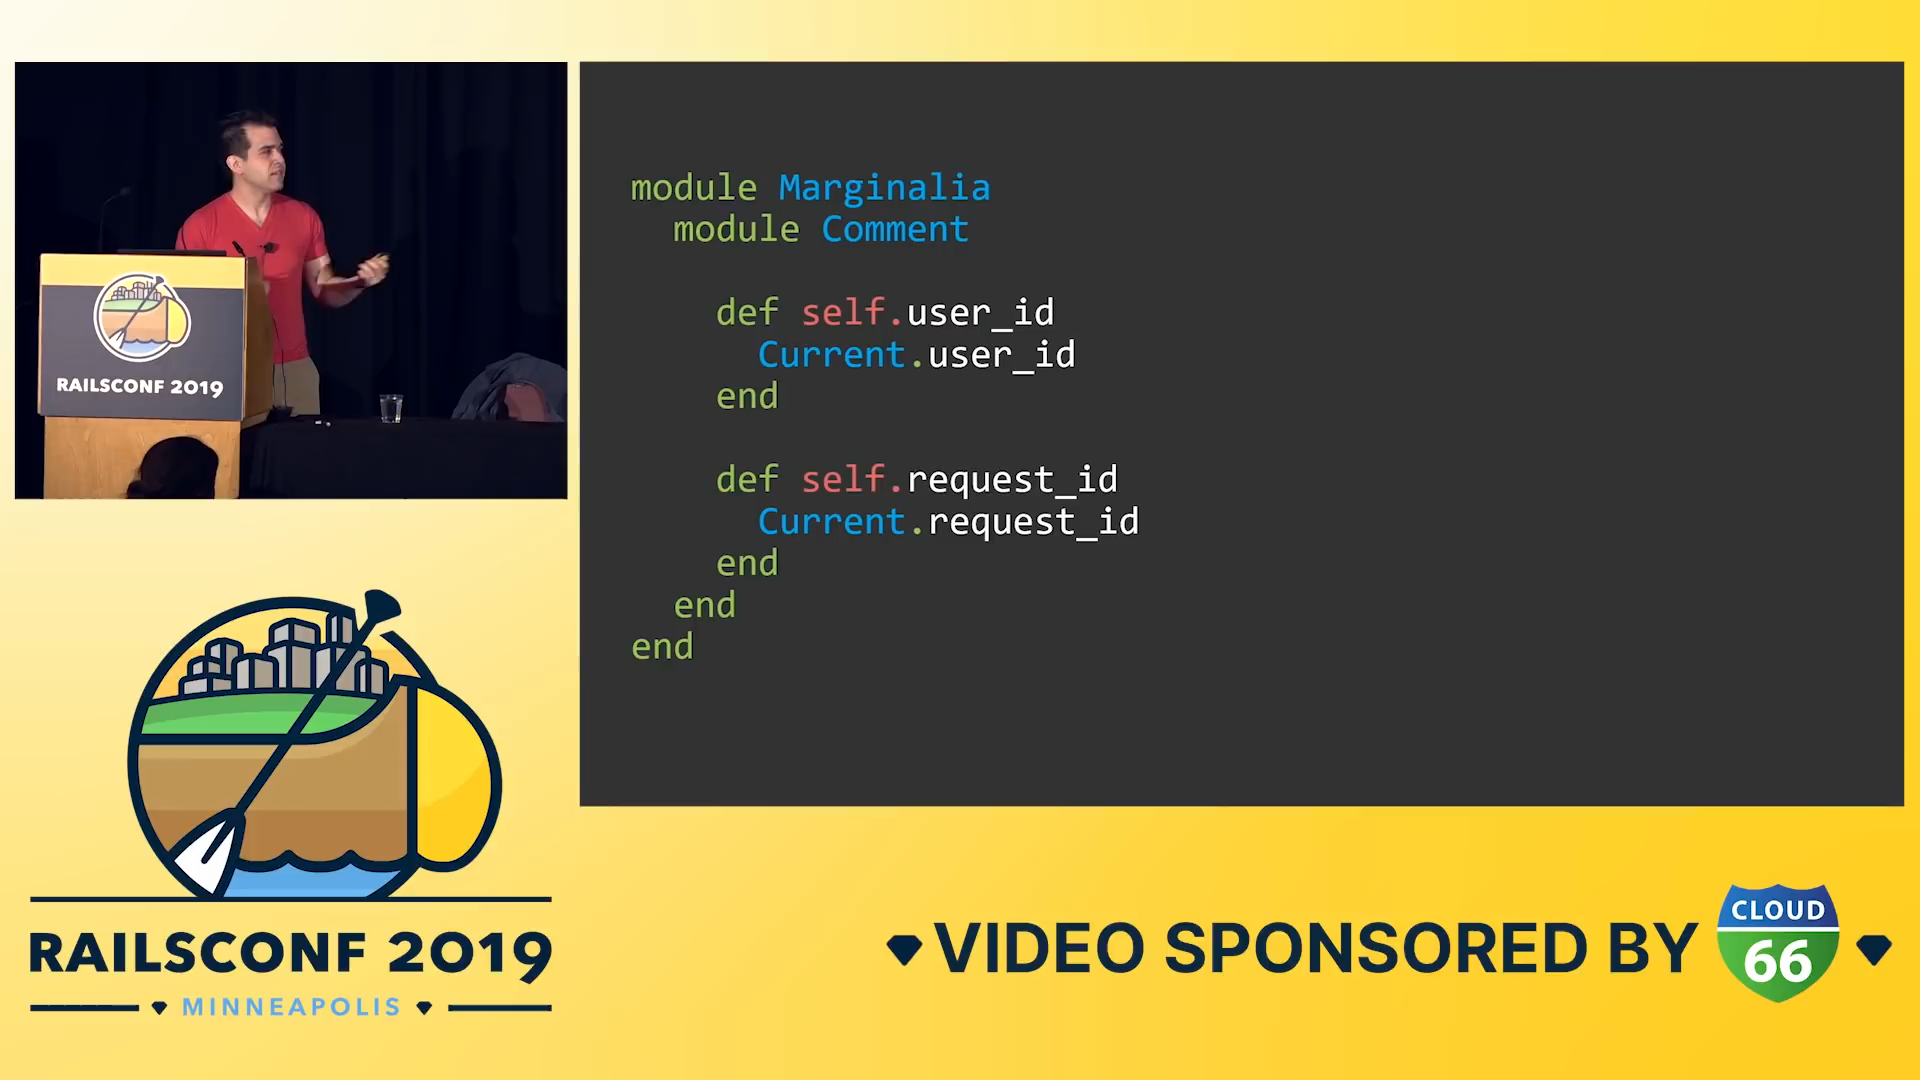 RAILSCONF 2019
module Marginalia
  module Comment
    def self.user_id
      Current.user_id
    end
    def self.request_id
      Current.request_id
    end
  end
end
RAILSCONF 2019
MINNEAPOLIS
VIDEO SPONSORED BY
CLOUD
66